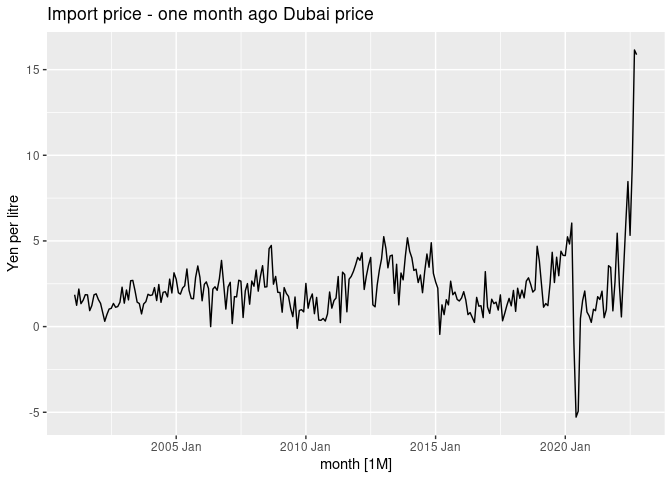 Import price - one month ago Dubai price
Yen per litre
15
10
5
0
-5
2005 Jan
2010 Jan
2015 Jan
2020 Jan
month [1M]